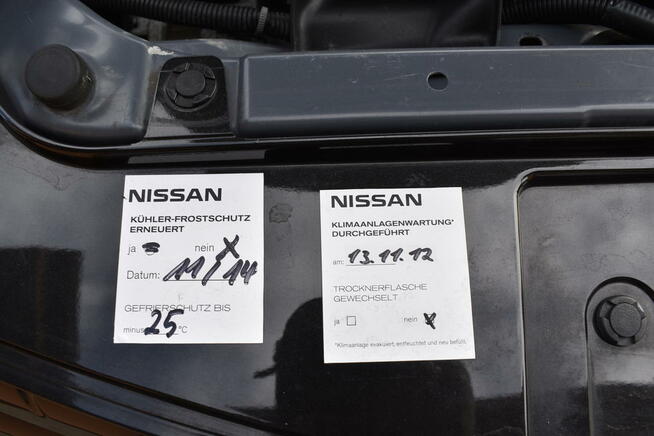 NISSAN
KÜHLER-FROSTSCHUTZ
ERNEUERT
ja nein X
Datum: 11/14
GEFRIERSCHUTZ BIS
minus 25 °C
NISSAN
KLIMAANLAGENWARTUNG*
DURCHGEFÜHRT
am: 13.11.12
TROCKNERFLASCHE
GEWECHSELT
ja nein x
*Klimaanlage evakuiert, entfeuchtet und neu befüllt.